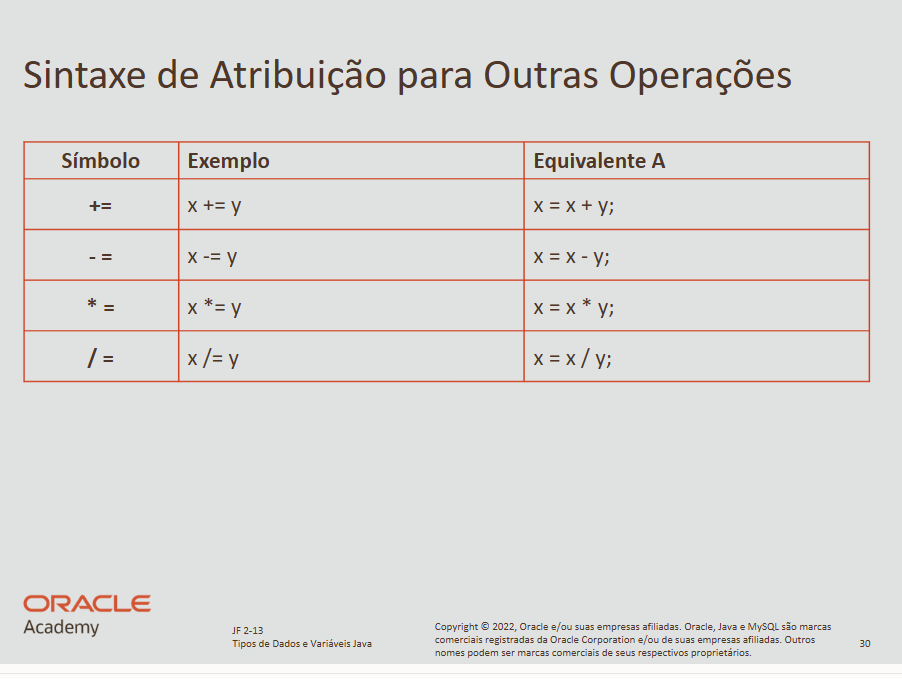 Sintaxe de Atribuição para Outras Operações
Símbolo Exemplo Equivalente A
+= x += y x = x + y;
- = x -= y x = x - y;
* = x *= y x = x * y;
/ = x /= y x = x / y;
ORACLE
Academy
JF 2-13
Tipos de Dados e Variáveis Java
Copyright © 2022, Oracle e/ou suas empresas afiliadas. Oracle, Java e MySQL são marcas
comerciais registradas da Oracle Corporation e/ou de suas empresas afiliadas. Outros
nomes podem ser marcas comerciais de seus respectivos proprietários.
30